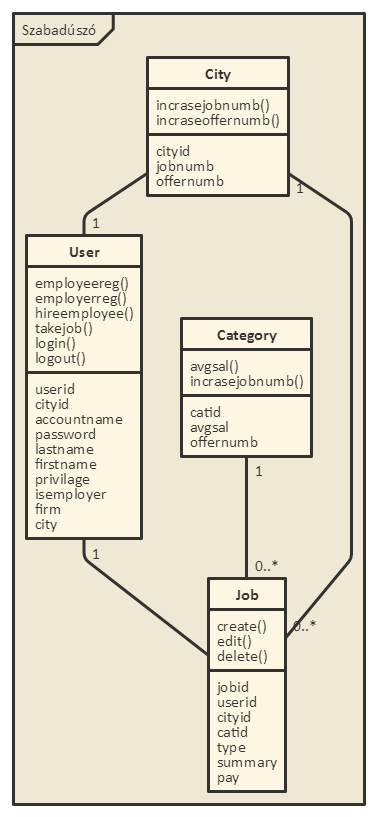 Szabadúszó
City
incrasejobnumb()
incraseoffernumb()
cityid
jobnumb
offernumb
1
1
User
employeereg()
employerreg()
hireemployee()
takejob()
login()
logout()
userid
cityid
accountname
password
lastname
firstname
privilage
isemployer
firm
city
1
Category
avgsal()
incrasejobnumb()
catid
avgsal
offernumb
1
0..*
0..*
Job
create()
edit()
delete()
jobid
userid
cityid
catid
type
summary
pay